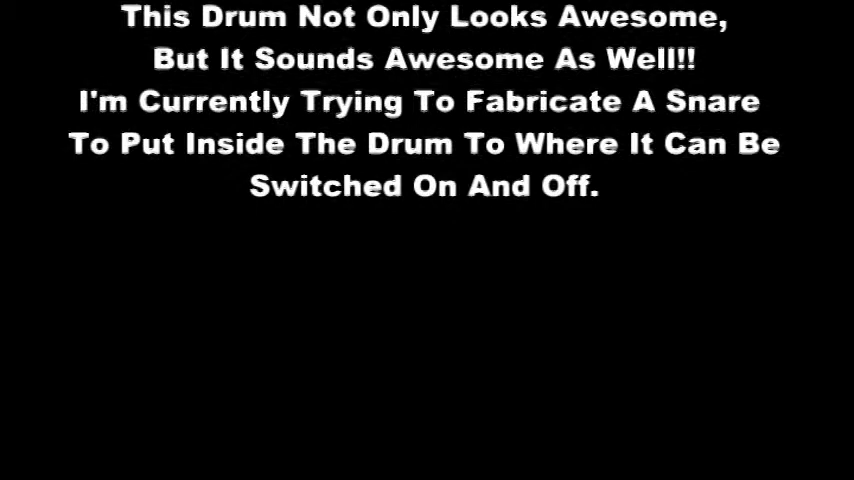 This Drum Not Only Looks Awesome,
But It Sounds Awesome As Well!!
I'm Currently Trying To Fabricate A Snare
To Put Inside The Drum To Where It Can Be
Switched On And Off.